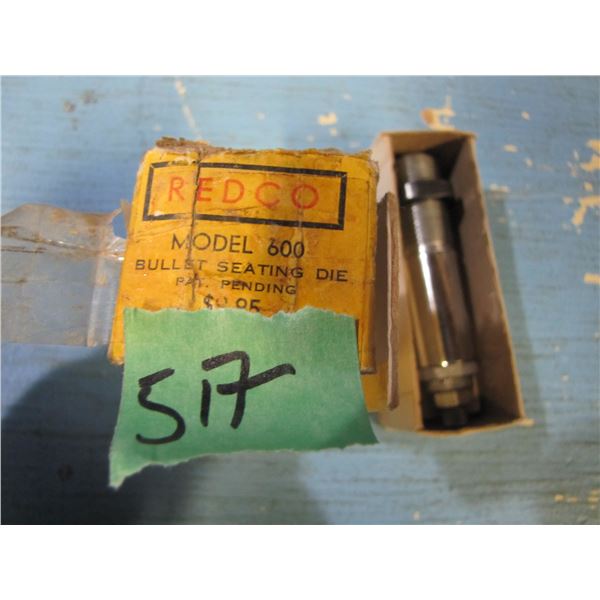 REDCO
MODEL 600
BULLET SEATING DIE
PAT. PENDING
517